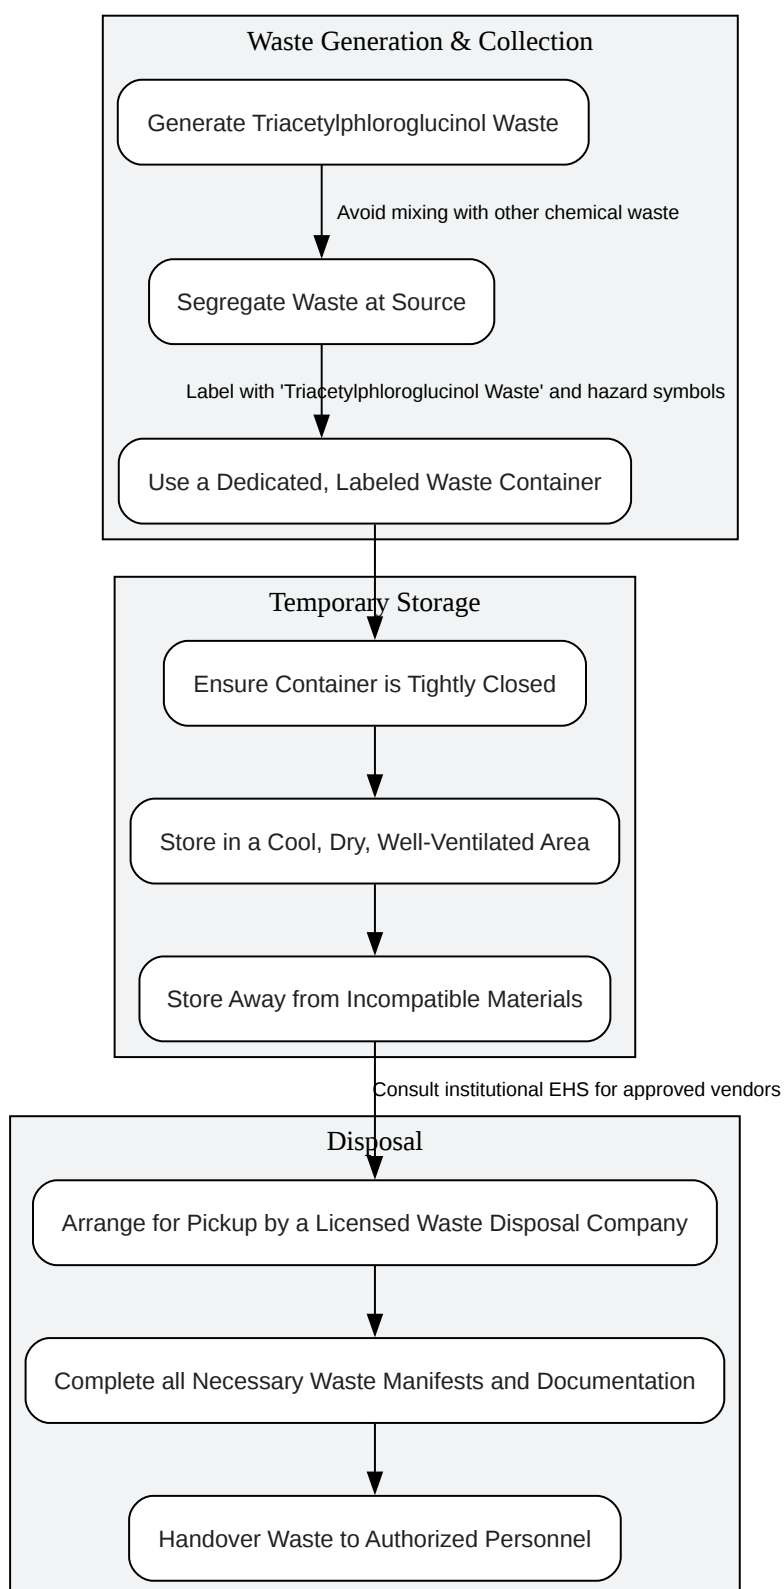 Waste Generation & Collection
Generate Triacetylphloroglucinol Waste
Avoid mixing with other chemical waste
Segregate Waste at Source
Label with 'Triacetylphloroglucinol Waste' and hazard symbols
Use a Dedicated, Labeled Waste Container
Temporary Storage
Ensure Container is Tightly Closed
Store in a Cool, Dry, Well-Ventilated Area
Store Away from Incompatible Materials
Consult institutional EHS for approved vendors
Disposal
Arrange for Pickup by a Licensed Waste Disposal Company
Complete all Necessary Waste Manifests and Documentation
Handover Waste to Authorized Personnel